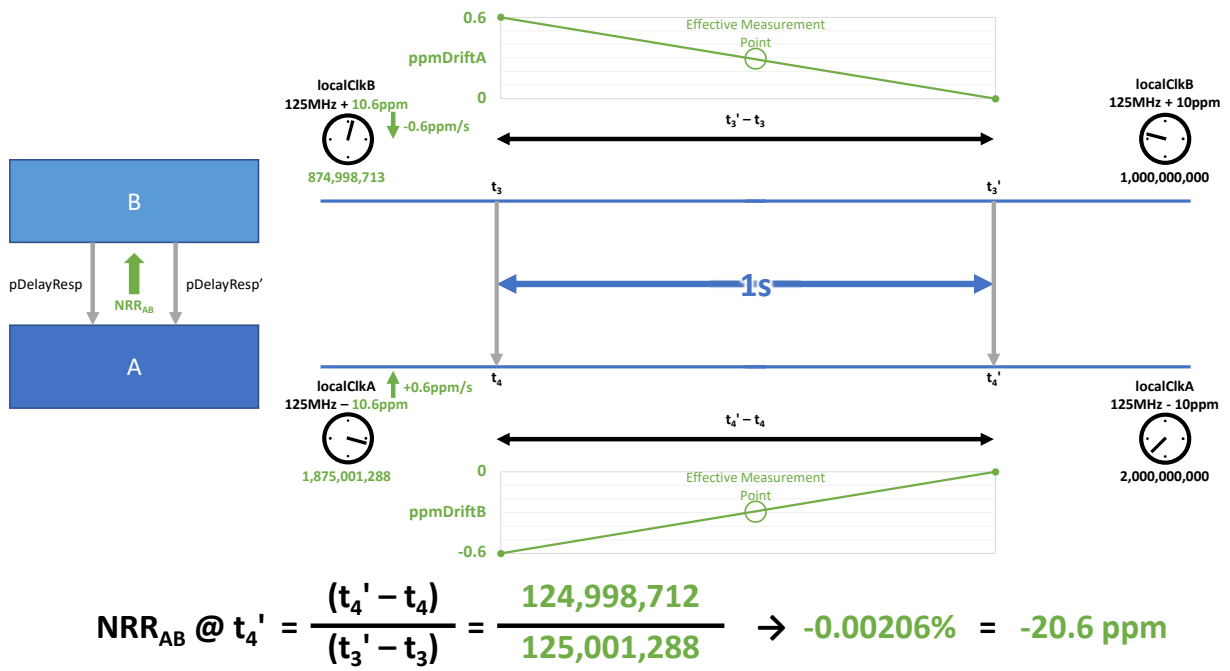 0.6
Effective Measurement
Point
ppmDriftA
0
localClkB
125MHz + 10.6ppm
-0.6ppm/s
874,998,713
localClkB
125MHz + 10ppm
1,000,000,000
t₃' – t₃
t₃
t₃'
B
pDelayResp
pDelayResp'
NRR_AB
A
1s
t₄
t₄'
localClkA
125MHz – 10.6ppm
+0.6ppm/s
1,875,001,288
localClkA
125MHz - 10ppm
2,000,000,000
t₄' – t₄
0
Effective Measurement
Point
ppmDriftB
-0.6
NRR_AB @ t₄' = (t₄' – t₄) / (t₃' – t₃) = 124,998,712 / 125,001,288 → -0.00206% = -20.6 ppm